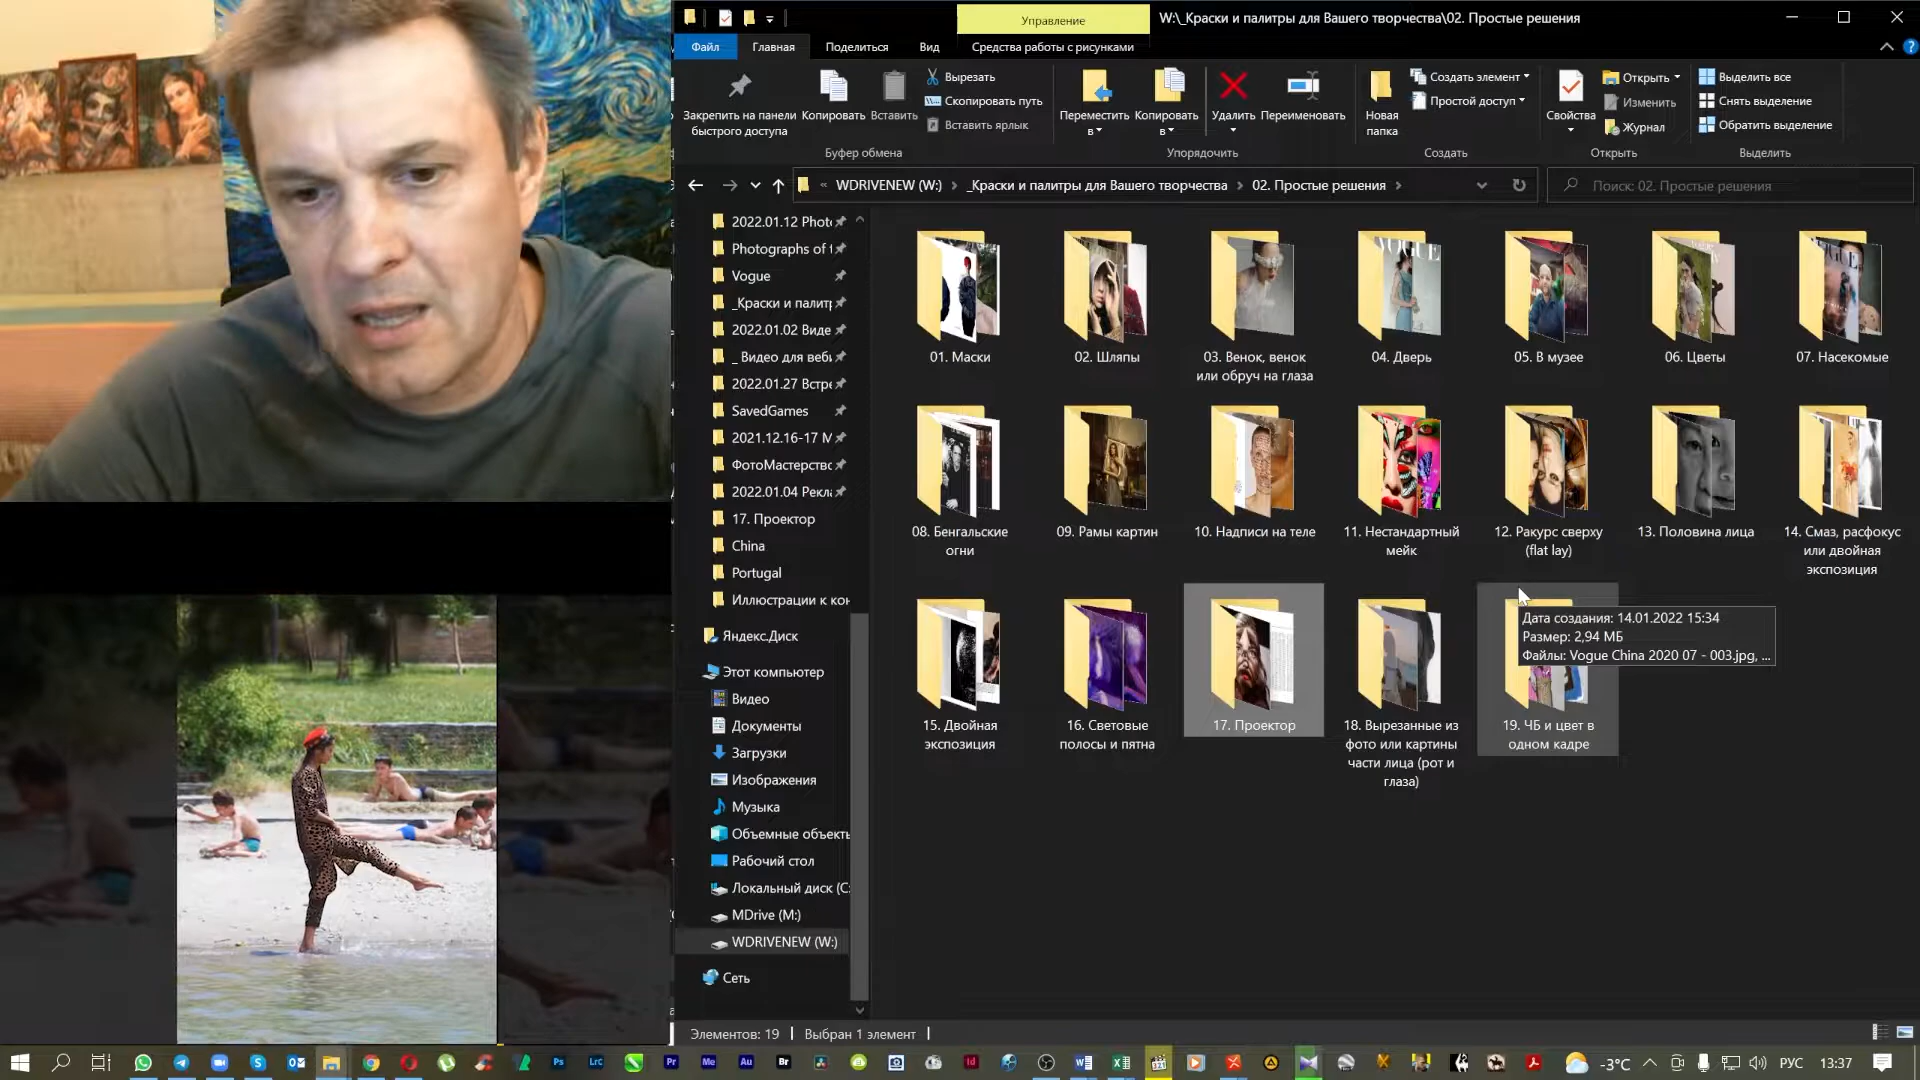 Управление
W:\_Краски и палитры для Вашего творчества\02. Простые решения
Файл
Главная
Поделиться
Вид
Средства работы с рисунками
Закрепить на панели
быстрого доступа
Копировать
Вставить
Вырезать
Скопировать путь
Вставить ярлык
Буфер обмена
Переместить
в
Копировать
в
Удалить
Переименовать
Упорядочить
Новая
папка
Создать элемент
Простой доступ
Создать
Свойства
Открыть
Изменить
Журнал
Открыть
Выделить все
Снять выделение
Обратить выделение
Выделить
« WDRIVENEW (W:) › _Краски и палитры для Вашего творчества › 02. Простые решения ›
Поиск: 02. Простые решения
2022.01.12 Phot
Photographs of
Vogue
_Краски и палит
2022.01.02 Виде
_ Видео для веб
2022.01.27 Встре
SavedGames
2021.12.16-17 М
ФотоМастерство
2022.01.04 Рекл
17. Проектор
China
Portugal
Иллюстрации к кон
Яндекс.Диск
Этот компьютер
Видео
Документы
Загрузки
Изображения
Музыка
Объемные объекты
Рабочий стол
Локальный диск (C:
MDrive (M:)
WDRIVENEW (W:)
Сеть
01. Маски
02. Шляпы
03. Венок, венок
или обруч на глаза
04. Дверь
05. В музее
06. Цветы
07. Насекомые
08. Бенгальские
огни
09. Рамы картин
10. Надписи на теле
11. Нестандартный
мейк
12. Ракурс сверху
(flat lay)
13. Половина лица
14. Смаз, расфокус
или двойная
экспозиция
15. Двойная
экспозиция
16. Световые
полосы и пятна
17. Проектор
18. Вырезанные из
фото или картины
части лица (рот и
глаза)
19. ЧБ и цвет в
одном кадре
Дата создания: 14.01.2022 15:34
Размер: 2,94 МБ
Файлы: Vogue China 2020 07 - 003.jpg, ...
Элементов: 19
Выбран 1 элемент
-3°C
РУС
13:37